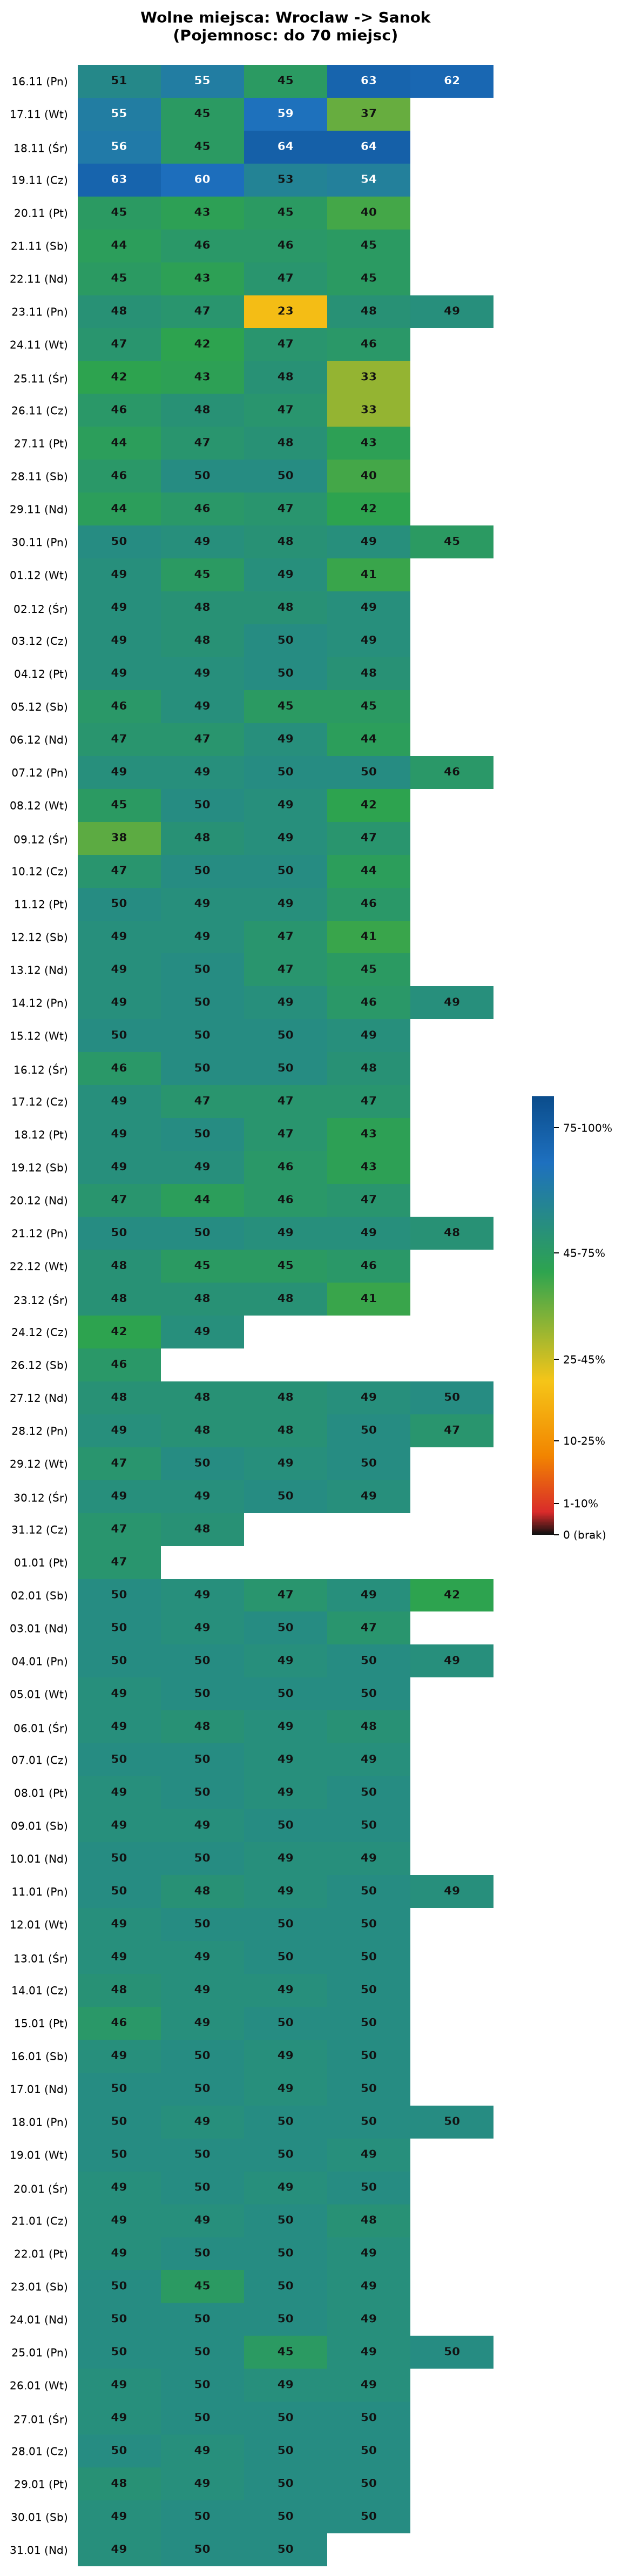 Wolne miejsca: Wroclaw -> Sanok
(Pojemnosc: do 70 miejsc)
16.11 (Pn) 51 55 45 63 62
17.11 (Wt) 55 45 59 37
18.11 (Śr) 56 45 64 64
19.11 (Cz) 63 60 53 54
20.11 (Pt) 45 43 45 40
21.11 (Sb) 44 46 46 45
22.11 (Nd) 45 43 47 45
23.11 (Pn) 48 47 23 48 49
24.11 (Wt) 47 42 47 46
25.11 (Śr) 42 43 48 33
26.11 (Cz) 46 48 47 33
27.11 (Pt) 44 47 48 43
28.11 (Sb) 46 50 50 40
29.11 (Nd) 44 46 47 42
30.11 (Pn) 50 49 48 49 45
01.12 (Wt) 49 45 49 41
02.12 (Śr) 49 48 48 49
03.12 (Cz) 49 48 50 49
04.12 (Pt) 49 49 50 48
05.12 (Sb) 46 49 45 45
06.12 (Nd) 47 47 49 44
07.12 (Pn) 49 49 50 50 46
08.12 (Wt) 45 50 49 42
09.12 (Śr) 38 48 49 47
10.12 (Cz) 47 50 50 44
11.12 (Pt) 50 49 49 46
12.12 (Sb) 49 49 47 41
13.12 (Nd) 49 50 47 45
14.12 (Pn) 49 50 49 46 49
15.12 (Wt) 50 50 50 49
16.12 (Śr) 46 50 50 48
17.12 (Cz) 49 47 47 47
18.12 (Pt) 49 50 47 43
19.12 (Sb) 49 49 46 43
20.12 (Nd) 47 44 46 47
21.12 (Pn) 50 50 49 49 48
22.12 (Wt) 48 45 45 46
23.12 (Śr) 48 48 48 41
24.12 (Cz) 42 49
26.12 (Sb) 46
27.12 (Nd) 48 48 48 49 50
28.12 (Pn) 49 48 48 50 47
29.12 (Wt) 47 50 49 50
30.12 (Śr) 49 49 50 49
31.12 (Cz) 47 48
01.01 (Pt) 47
02.01 (Sb) 50 49 47 49 42
03.01 (Nd) 50 49 50 47
04.01 (Pn) 50 50 49 50 49
05.01 (Wt) 49 50 50 50
06.01 (Śr) 49 48 49 48
07.01 (Cz) 50 50 49 49
08.01 (Pt) 49 50 49 50
09.01 (Sb) 49 49 50 50
10.01 (Nd) 50 50 49 49
11.01 (Pn) 50 48 49 50 49
12.01 (Wt) 49 50 50 50
13.01 (Śr) 49 49 50 50
14.01 (Cz) 48 49 49 50
15.01 (Pt) 46 49 50 50
16.01 (Sb) 49 50 49 50
17.01 (Nd) 50 50 49 50
18.01 (Pn) 50 49 50 50 50
19.01 (Wt) 50 50 50 49
20.01 (Śr) 49 50 49 50
21.01 (Cz) 49 49 50 48
22.01 (Pt) 49 50 50 49
23.01 (Sb) 50 45 50 49
24.01 (Nd) 50 50 50 49
25.01 (Pn) 50 50 45 49 50
26.01 (Wt) 49 50 49 49
27.01 (Śr) 49 50 50 50
28.01 (Cz) 50 49 50 50
29.01 (Pt) 48 49 50 50
30.01 (Sb) 49 50 50 50
31.01 (Nd) 49 50 50
75-100%
45-75%
25-45%
10-25%
1-10%
0 (brak)